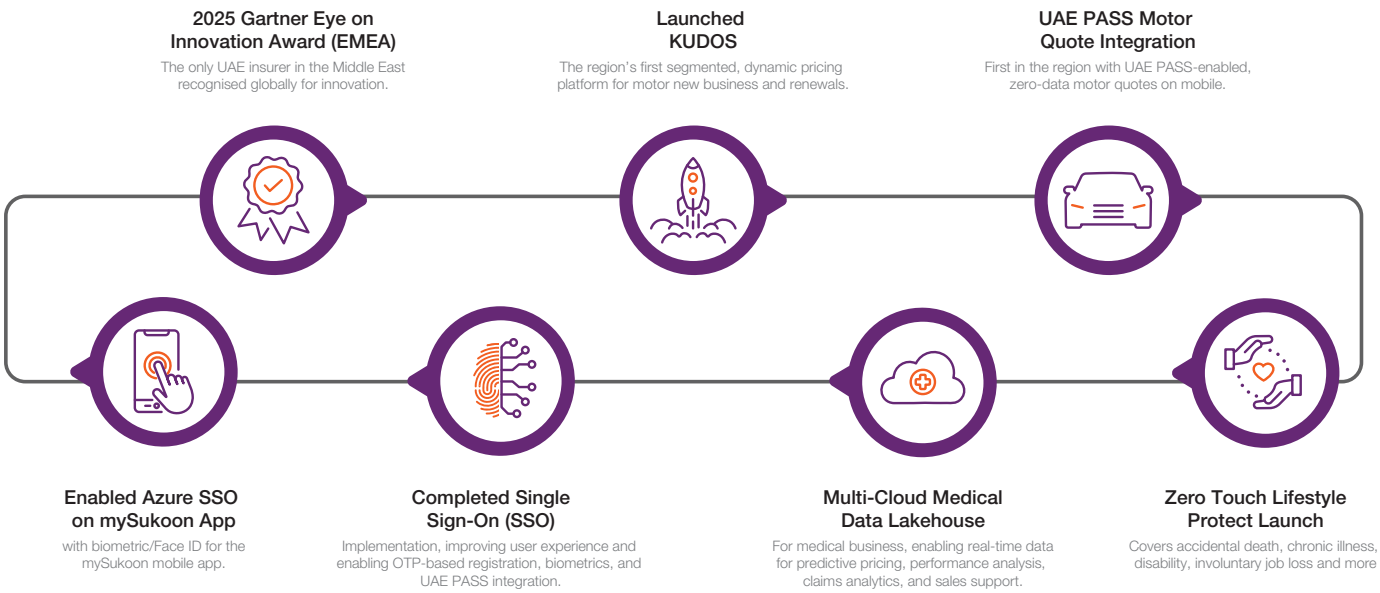 2025 Gartner Eye on
Innovation Award (EMEA)
The only UAE insurer in the Middle East
recognised globally for innovation.
Launched
KUDOS
The region's first segmented, dynamic pricing
platform for motor new business and renewals.
UAE PASS Motor
Quote Integration
First in the region with UAE PASS-enabled,
zero-data motor quotes on mobile.
Enabled Azure SSO
on mySukoon App
with biometric/Face ID for the
mySukoon mobile app.
Completed Single
Sign-On (SSO)
Implementation, improving user experience and
enabling OTP-based registration, biometrics, and
UAE PASS integration.
Multi-Cloud Medical
Data Lakehouse
For medical business, enabling real-time data
for predictive pricing, performance analysis,
claims analytics, and sales support.
Zero Touch Lifestyle
Protect Launch
Covers accidental death, chronic illness,
disability, involuntary job loss and more